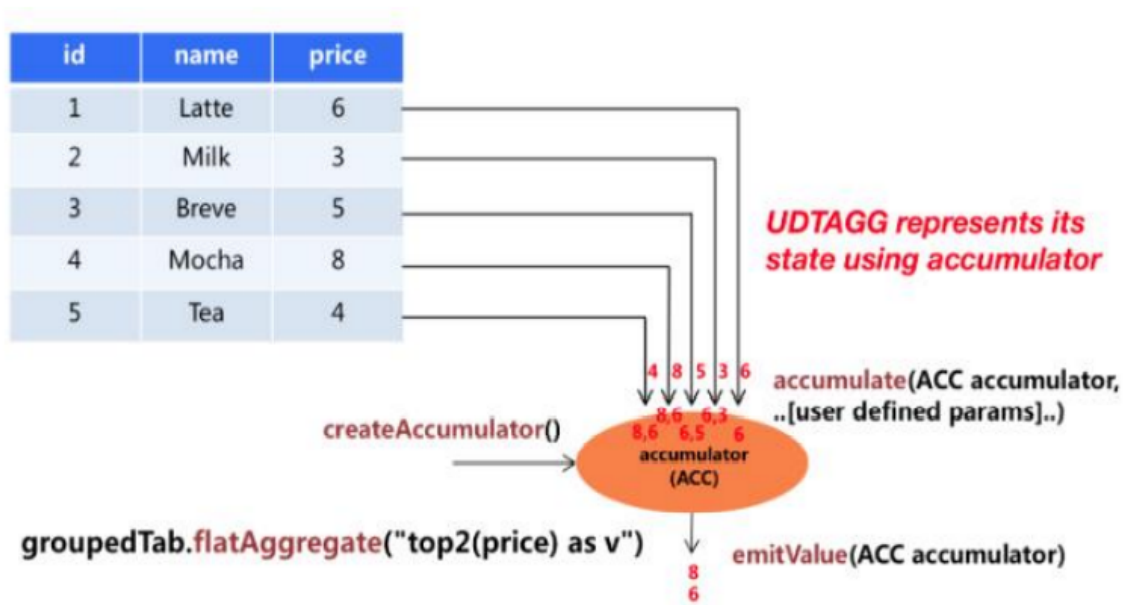 id name price
1 Latte 6
2 Milk 3
3 Breve 5
4 Mocha 8
5 Tea 4
UDTAGG represents its
state using accumulator
4 8 5 3 6
accumulate(ACC accumulator,
..[user defined params]..)
8,6 6,3
8,6 6,5 6
createAccumulator()
accumulator
(ACC)
groupedTab.flatAggregate("top2(price) as v")
emitValue(ACC accumulator)
8
6